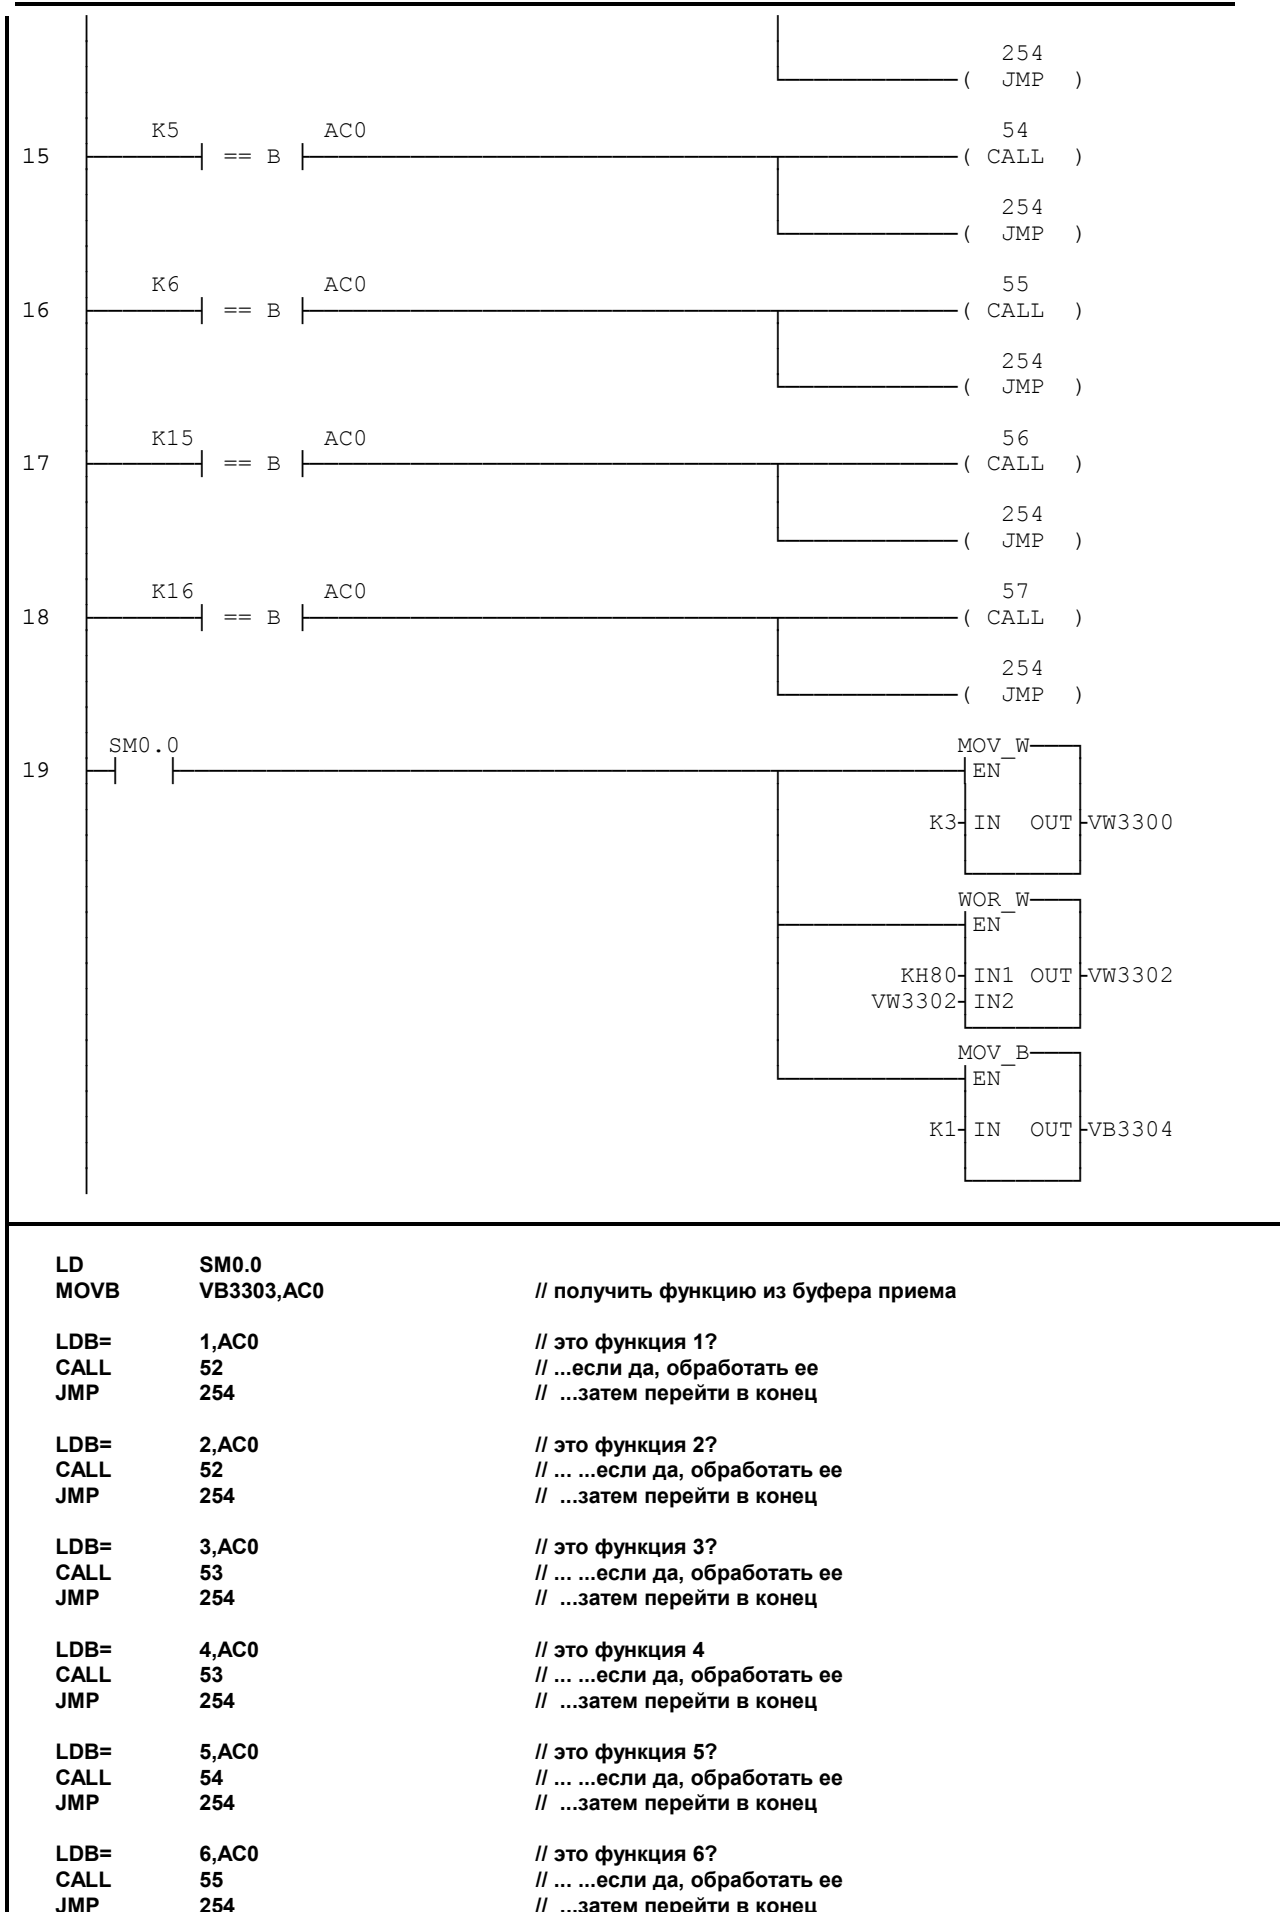 254
( JMP )
K5 AC0 54
15 == B ( CALL )
254
( JMP )
K6 AC0 55
16 == B ( CALL )
254
( JMP )
K15 AC0 56
17 == B ( CALL )
254
( JMP )
K16 AC0 57
18 == B ( CALL )
254
( JMP )
SM0.0 MOV_W
19 EN
K3 IN OUT VW3300
WOR_W
EN
KH80 IN1 OUT VW3302
VW3302 IN2
MOV_B
EN
K1 IN OUT VB3304
LD SM0.0
MOVB VB3303,AC0 // получить функцию из буфера приема
LDB= 1,AC0 // это функция 1?
CALL 52 // ...если да, обработать ее
JMP 254 // ...затем перейти в конец
LDB= 2,AC0 // это функция 2?
CALL 52 // ... ...если да, обработать ее
JMP 254 // ...затем перейти в конец
LDB= 3,AC0 // это функция 3?
CALL 53 // ... ...если да, обработать ее
JMP 254 // ...затем перейти в конец
LDB= 4,AC0 // это функция 4
CALL 53 // ... ...если да, обработать ее
JMP 254 // ...затем перейти в конец
LDB= 5,AC0 // это функция 5?
CALL 54 // ... ...если да, обработать ее
JMP 254 // ...затем перейти в конец
LDB= 6,AC0 // это функция 6?
CALL 55 // ... ...если да, обработать ее
JMP 254 // ...затем перейти в конец